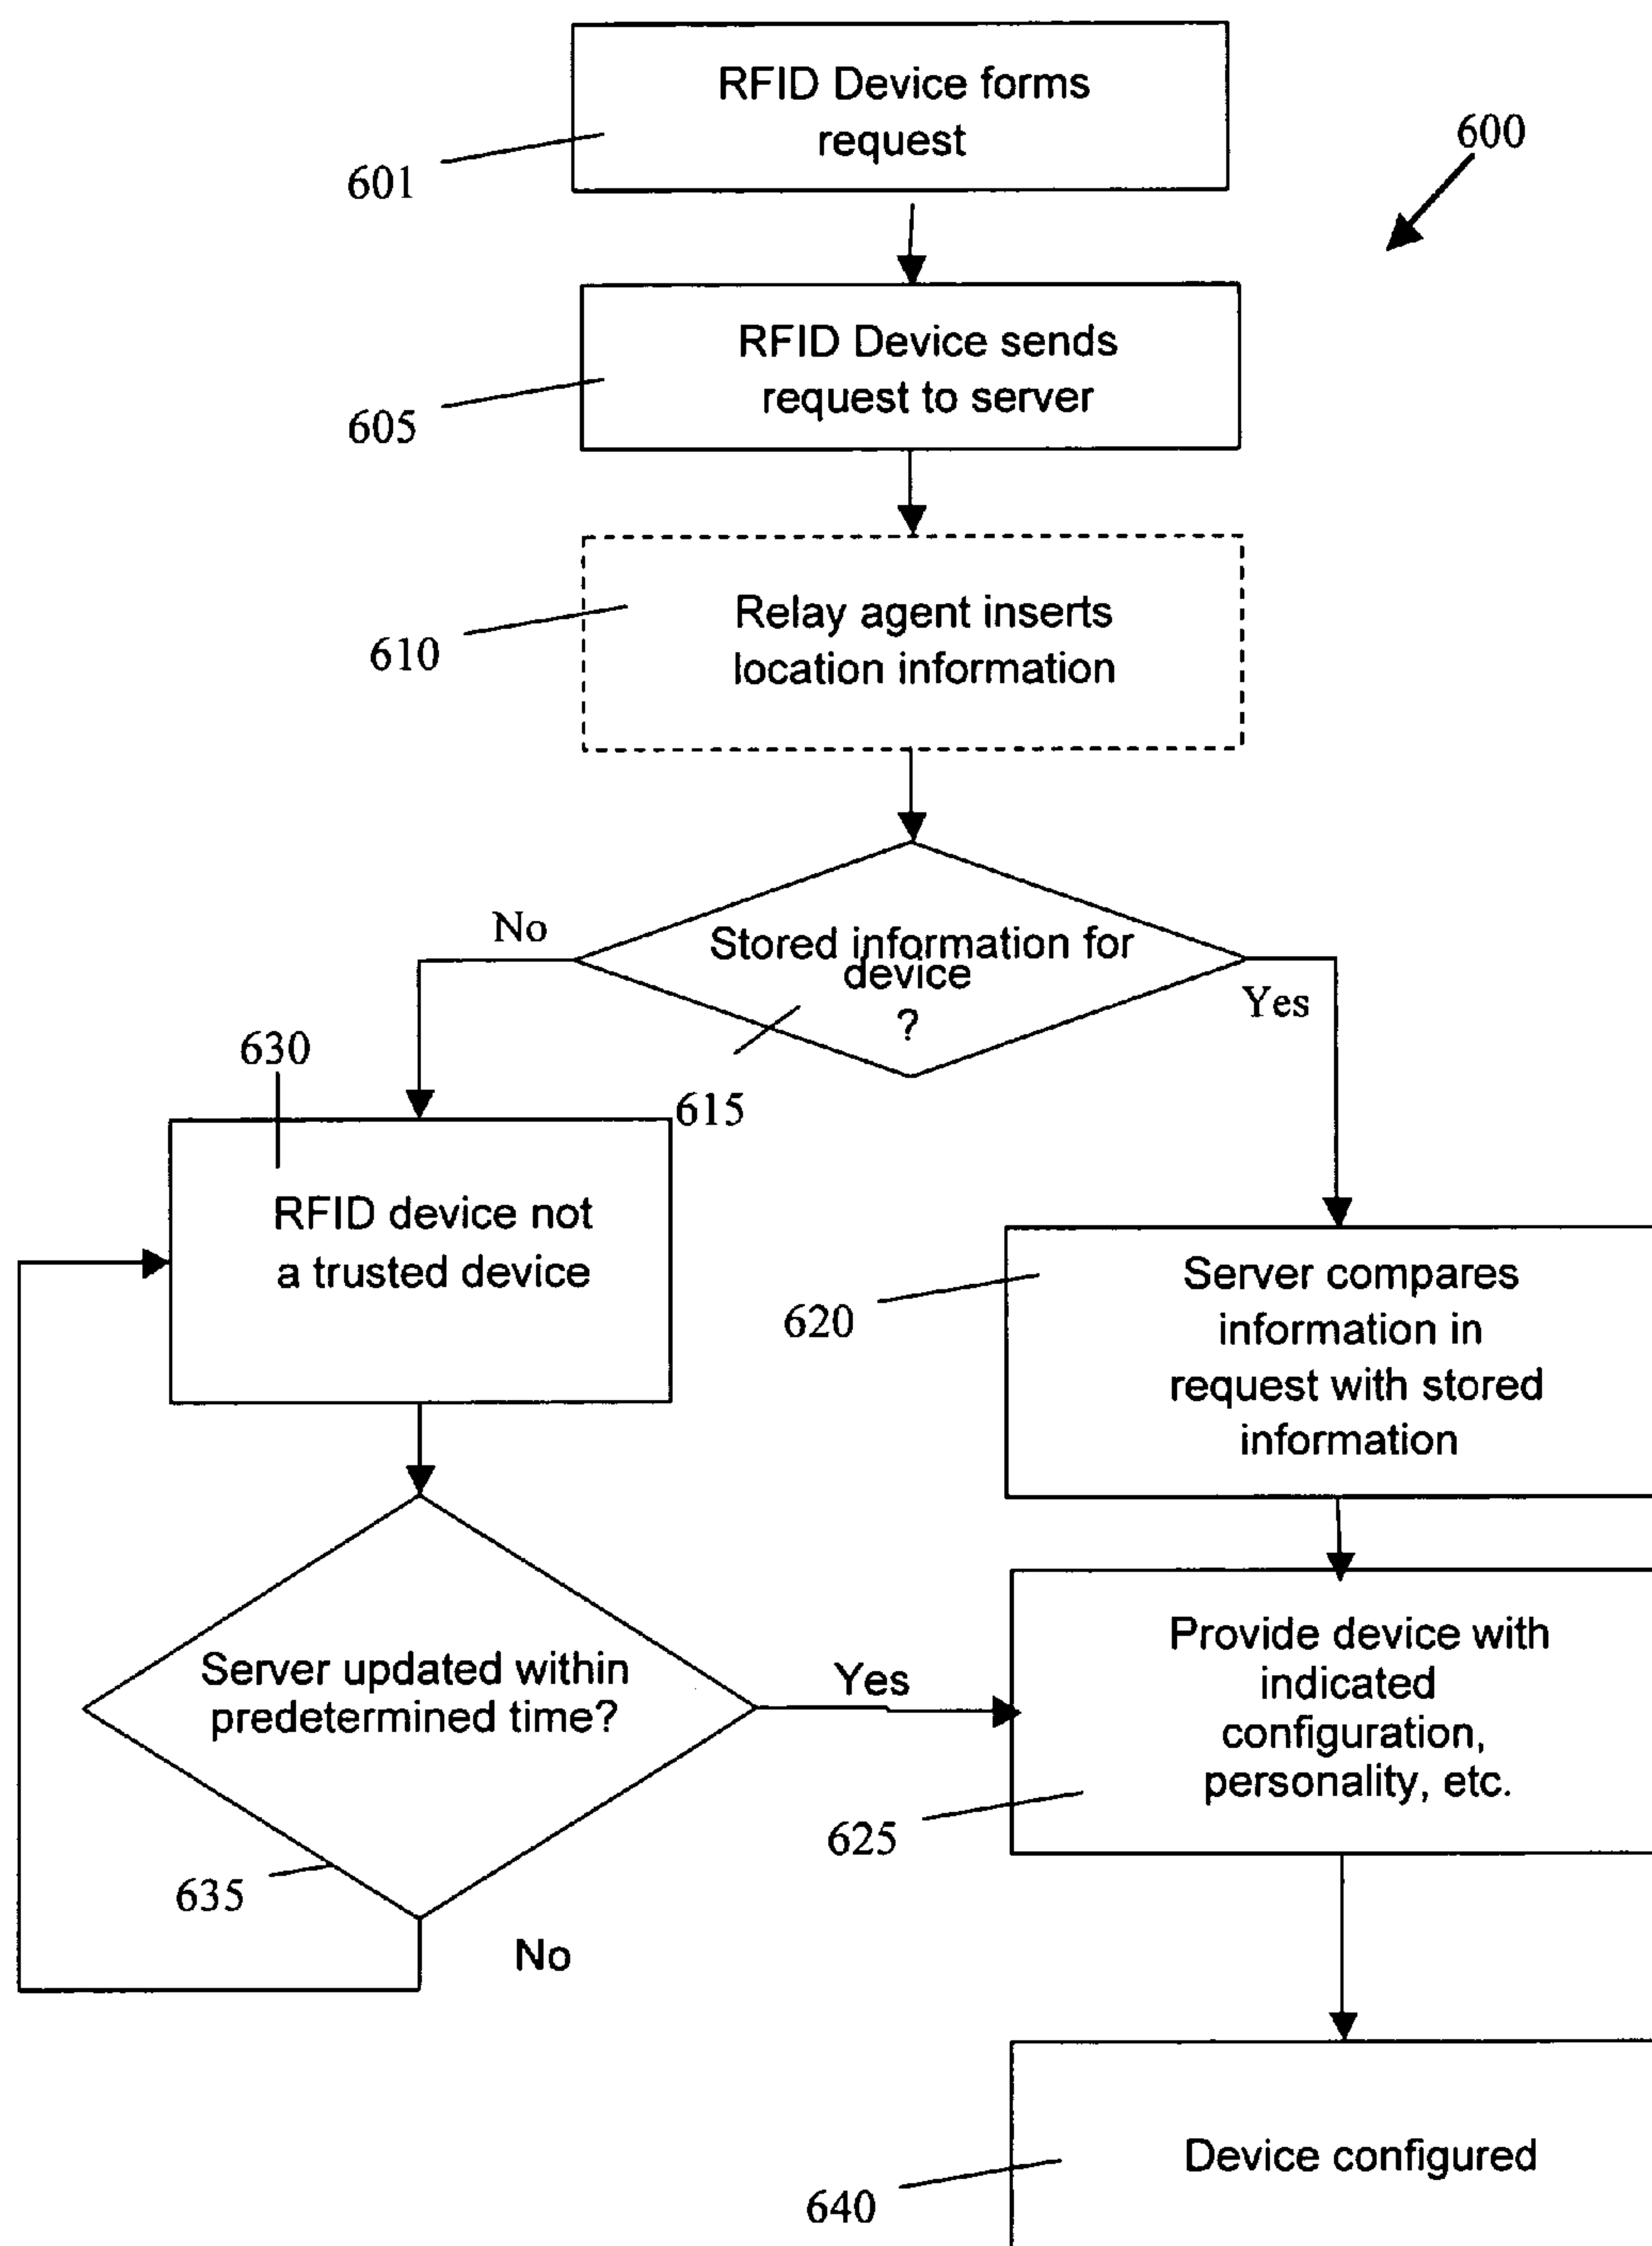 RFID Device forms
request
600
601
RFID Device sends
request to server
605
Relay agent inserts
location information
610
No
Stored information for
device
?
Yes
615
630
RFID device not
a trusted device
Server compares
information in
request with stored
information
620
Server updated within
predetermined time?
Yes
635
No
Provide device with
indicated
configuration,
personality, etc.
625
Device configured
640